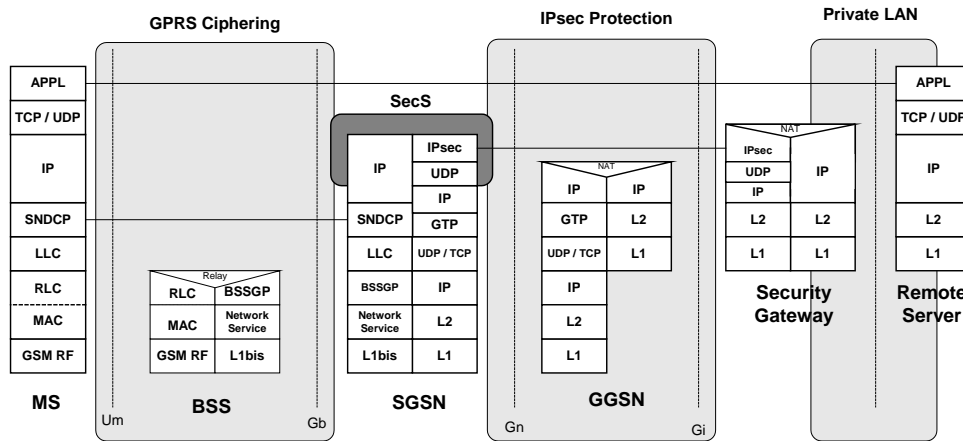 GPRS Ciphering
IPsec Protection
Private LAN
APPL
TCP / UDP
IP
SNDCP
LLC
RLC
MAC
GSM RF
MS
Um
Relay
RLC
BSSGP
MAC
Network
Service
GSM RF
L1bis
BSS
Gb
SecS
IP
IPsec
UDP
IP
SNDCP
GTP
LLC
UDP / TCP
BSSGP
IP
Network
Service
L2
L1bis
L1
SGSN
Gn
NAT
IP
IP
GTP
L2
UDP / TCP
L1
IP
L2
L1
GGSN
Gi
NAT
IPsec
UDP
IP
IP
L2
L2
L1
L1
Security
Gateway
APPL
TCP / UDP
IP
L2
L1
Remote
Server